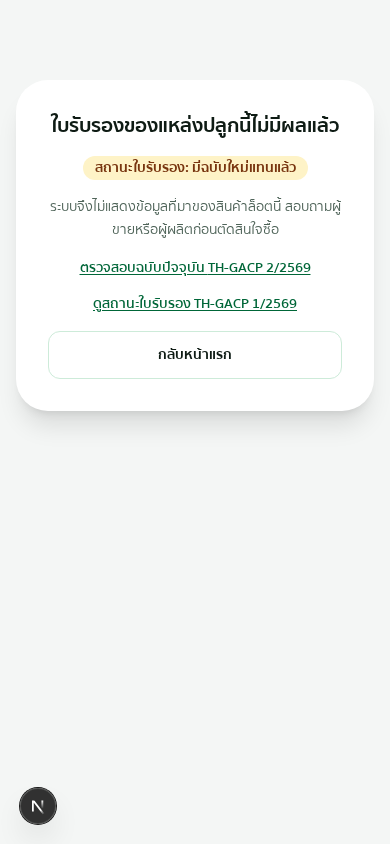 ใบรับรองของแหล่งปลูกนี้ไม่มีผลแล้ว
สถานะใบรับรอง: มีฉบับใหม่แทนแล้ว
ระบบจึงไม่แสดงข้อมูลที่มาของสินค้าล็อตนี้ สอบถามผู้
ขายหรือผู้ผลิตก่อนตัดสินใจซื้อ
ตรวจสอบฉบับปัจจุบัน TH-GACP 2/2569
ดูสถานะใบรับรอง TH-GACP 1/2569
กลับหน้าแรก
N